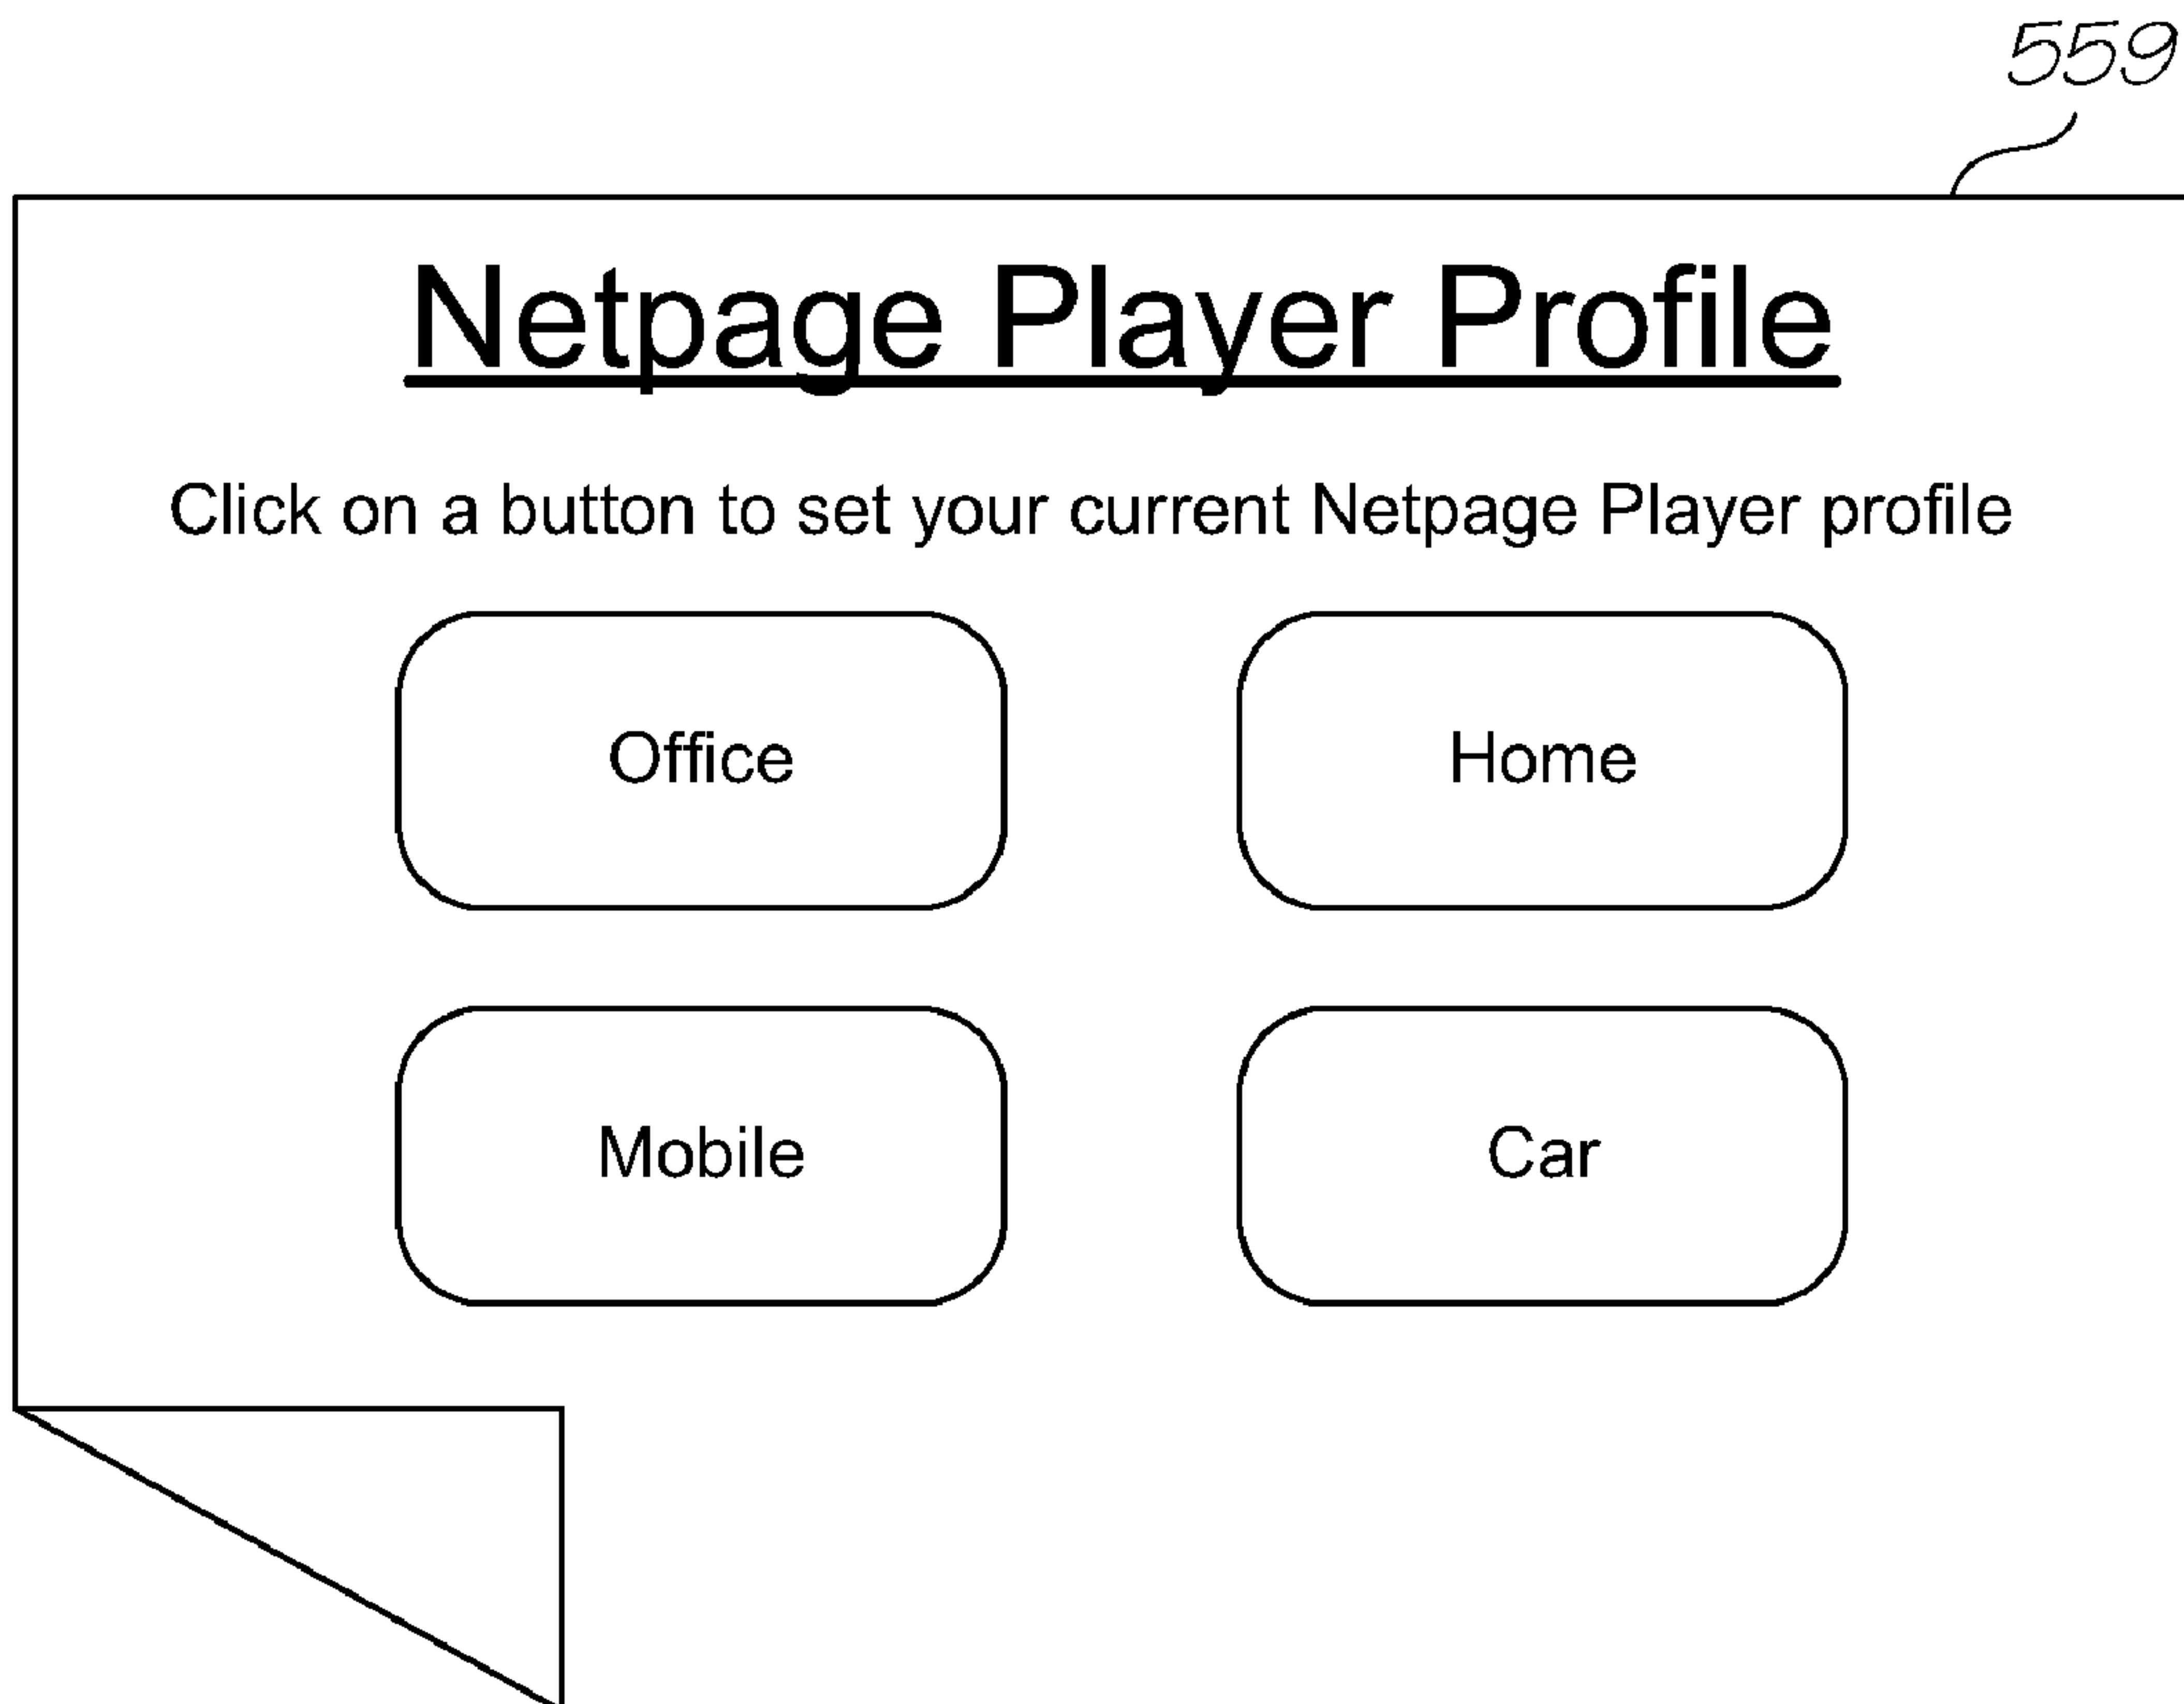 559
Netpage Player Profile
Click on a button to set your current Netpage Player profile
Office Home
Mobile Car